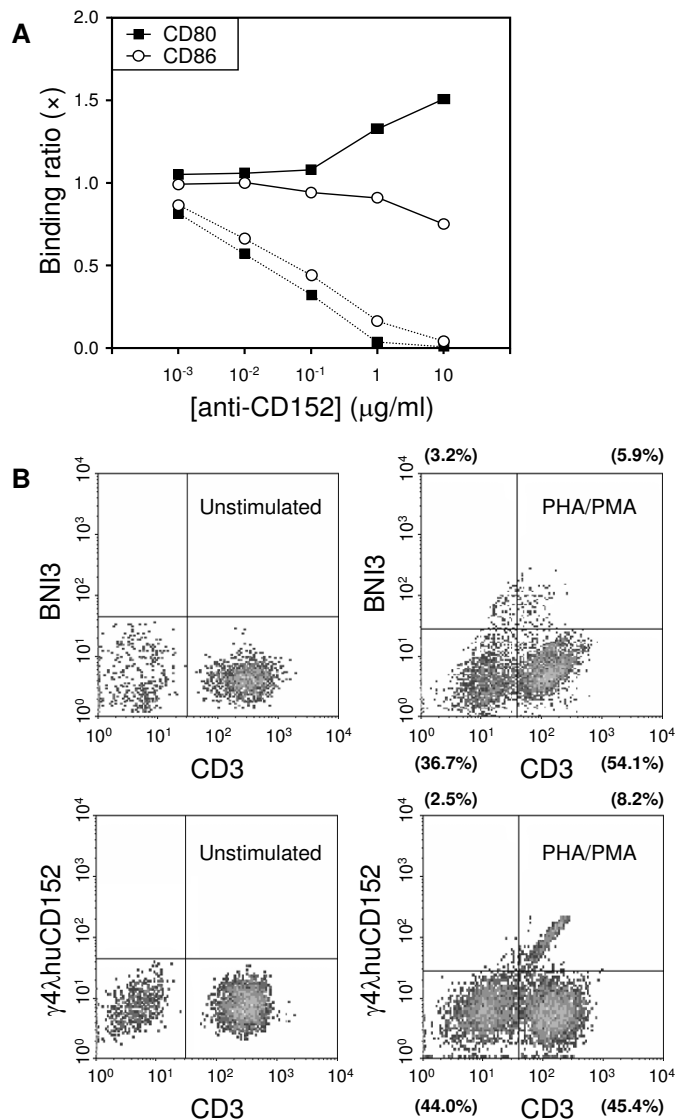 A
2.0
1.5
1.0
0.5
0.0
Binding ratio (×)
CD80
CD86
10⁻³ 10⁻² 10⁻¹ 1 10
[anti-CD152] (μg/ml)
B
Unstimulated
BNI3
10⁴
10³
10²
10¹
10⁰
10⁰ 10¹ 10² 10³ 10⁴
CD3
(3.2%) (5.9%)
PHA/PMA
BNI3
10⁴
10³
10²
10¹
10⁰
10⁰ 10¹ 10² 10³ 10⁴
(36.7%) CD3 (54.1%)
Unstimulated
γ4λhuCD152
10⁴
10³
10²
10¹
10⁰
10⁰ 10¹ 10² 10³ 10⁴
CD3
(2.5%) (8.2%)
PHA/PMA
γ4λhuCD152
10⁴
10³
10²
10¹
10⁰
10⁰ 10¹ 10² 10³ 10⁴
(44.0%) CD3 (45.4%)